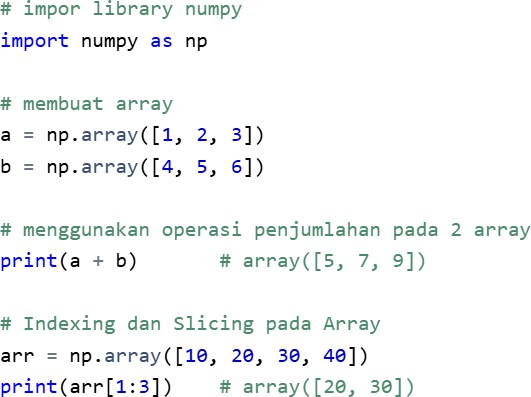 # impor library numpy
import numpy as np
# membuat array
a = np.array([1, 2, 3])
b = np.array([4, 5, 6])
# menggunakan operasi penjumlahan pada 2 array
print(a + b)       # array([5, 7, 9])
# Indexing dan Slicing pada Array
arr = np.array([10, 20, 30, 40])
print(arr[1:3])    # array([20, 30])